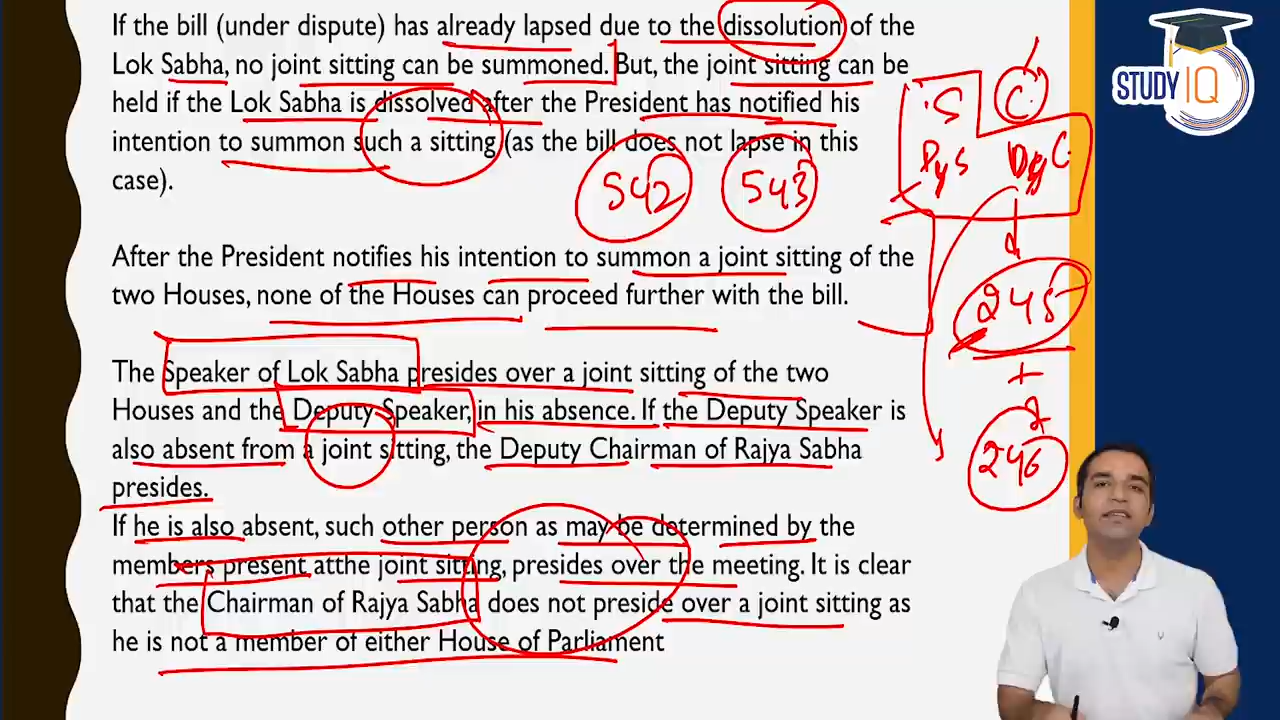 If the bill (under dispute) has already lapsed due to the dissolution of the
Lok Sabha, no joint sitting can be summoned. But, the joint sitting can be
held if the Lok Sabha is dissolved after the President has notified his
intention to summon such a sitting (as the bill does not lapse in this
case).
542 543
After the President notifies his intention to summon a joint sitting of the
two Houses, none of the Houses can proceed further with the bill.
The Speaker of Lok Sabha presides over a joint sitting of the two
Houses and the Deputy Speaker, in his absence. If the Deputy Speaker is
also absent from a joint sitting, the Deputy Chairman of Rajya Sabha
presides.
If he is also absent, such other person as may be determined by the
members present atthe joint sitting, presides over the meeting. It is clear
that the Chairman of Rajya Sabha does not preside over a joint sitting as
he is not a member of either House of Parliament
STUDY IQ
S C
Dy S Dy C
245
+
246